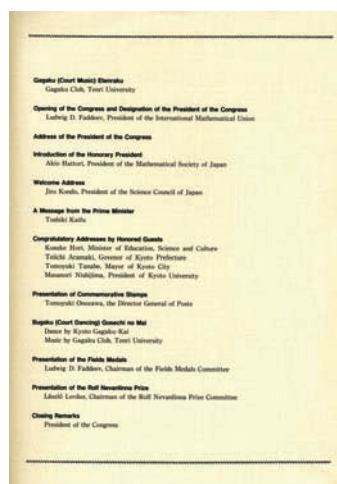 Gagaku (Court Music) Etenraku
Gagaku Club, Tenri University
Opening of the Congress and Designation of the President of the Congress
Ludwig D. Faddeev, President of the International Mathematical Union
Address of the President of the Congress
Introduction of the Honorary President
Akio Hattori, President of the Mathematical Society of Japan
Welcome Address
Jiro Kondo, President of the Science Council of Japan
A Message from the Prime Minister
Toshiki Kaifu
Congratulatory Addresses by Honored Guests
Kosuke Hori, Minister of Education, Science and Culture
Teiichi Aramaki, Govenor of Kyoto Prefecture
Tomoyuki Tanabe, Mayor of Kyoto City
Masanori Nishijima, President of Kyoto University
Presentation of Commemorative Stamps
Tomoyuki Onozawa, the Director General of Posts
Bugaku (Court Dancing) Gosechi no Mai
Dance by Kyoto Gagaku-Kai
Music by Gagaku Club, Tenri University
Presentation of the Fields Medals
Ludwig D. Faddeev, Chairman of the Fields Medals Committee
Presentation of the Rolf Nevanlinna Prize
László Lovász, Chairman of the Rolf Nevanlinna Prize Committee
Closing Remarks
President of the Congress